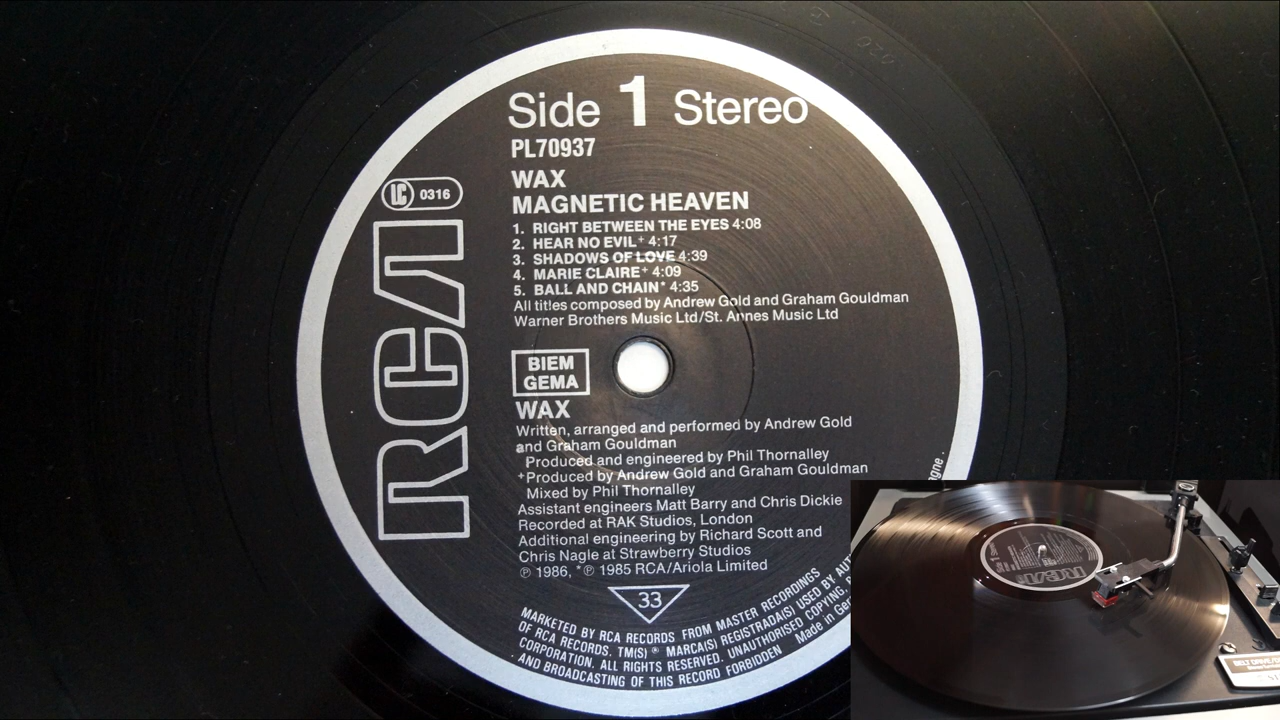 Side 1 Stereo
PL70937
WAX
MAGNETIC HEAVEN
1. RIGHT BETWEEN THE EYES 4:08
2. HEAR NO EVIL+ 4:17
3. SHADOWS OF LOVE 4:39
4. MARIE CLAIRE+ 4:09
5. BALL AND CHAIN* 4:35
All titles composed by Andrew Gold and Graham Gouldman
Warner Brothers Music Ltd/St. Annes Music Ltd
LC 0316
RCA
BIEM
GEMA
WAX
Written, arranged and performed by Andrew Gold
and Graham Gouldman
Produced and engineered by Phil Thornalley
+Produced by Andrew Gold and Graham Gouldman
Mixed by Phil Thornalley
Assistant engineers Matt Barry and Chris Dickie
Recorded at RAK Studios, London
Additional engineering by Richard Scott and
Chris Nagle at Strawberry Studios
℗ 1986, *℗ 1985 RCA/Ariola Limited
33
MARKETED BY RCA RECORDS FROM MASTER RECORDINGS
OF RCA RECORDS. TM(S) ® MARCA(S) REGISTRADA(S) USED BY
CORPORATION. ALL RIGHTS RESERVED. UNAUTHORISED COPYING,
AND BROADCASTING OF THIS RECORD FORBIDDEN Made in
RCA
BELT DRIVE